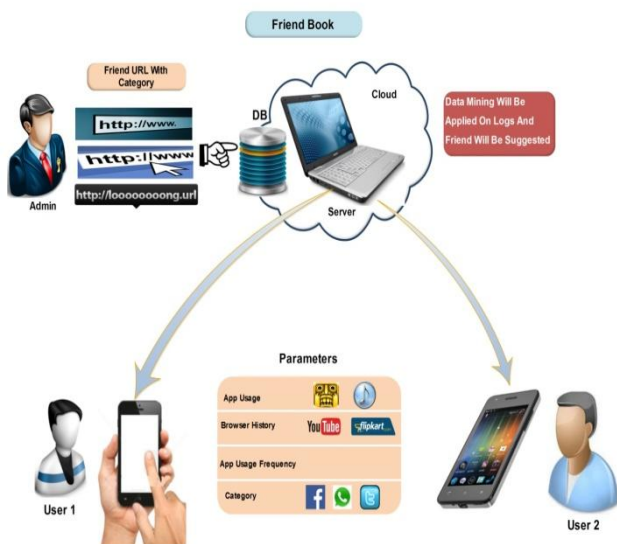 Friend Book
Friend URL With
Category
http://www.
http://www
http://looooooong.url
Admin
DB
Cloud
Server
Data Mining Will Be
Applied On Logs And
Friend Will Be Suggested
Parameters
App Usage
Browser History
YouTube
flipkart
App Usage Frequency
Category
User 1
User 2